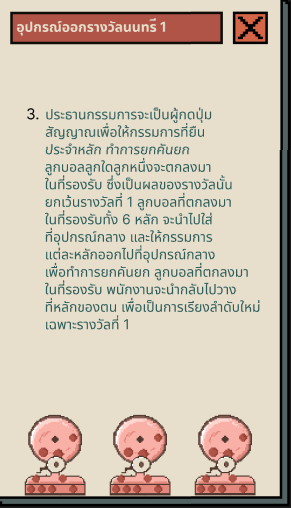 อุปกรณ์ออกรางวัลนนทรี 1
3. ประธานกรรมการจะเป็นผู้กดปุ่ม
สัญญาณเพื่อให้กรรมการที่ยืน
ประจำหลัก ทำการยกคันยก
ลูกบอลลูกใดลูกหนึ่งจะตกลงมา
ในที่รองรับ ซึ่งเป็นผลของรางวัลนั้น
ยกเว้นรางวัลที่ 1 ลูกบอลที่ตกลงมา
ในที่รองรับทั้ง 6 หลัก จะนำไปใส่
ที่อุปกรณ์กลาง และให้กรรมการ
แต่ละหลักออกไปที่อุปกรณ์กลาง
เพื่อทำการยกคันยก ลูกบอลที่ตกลงมา
ในที่รองรับ พนักงานจะนำกลับไปวาง
ที่หลักของตน เพื่อเป็นการเรียงลำดับใหม่
เฉพาะรางวัลที่ 1